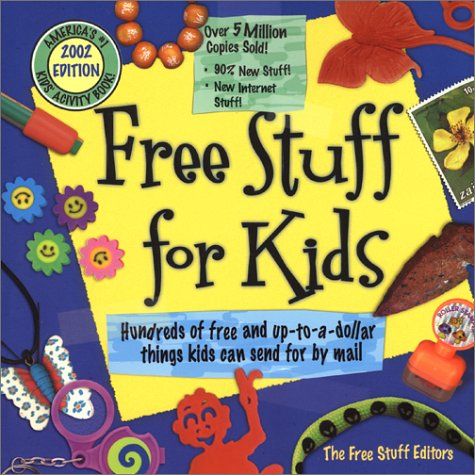 AMERICA'S #1
2002
EDITION
KIDS' ACIVITY BOOK!
Over 5 Million
Copies Sold!
• 90% New Stuff!
• New Internet
Stuff!
Free Stuff
for Kids
Hundreds of free and up-to-a-dollar
things kids can send for by mail
The Free Stuff Editors